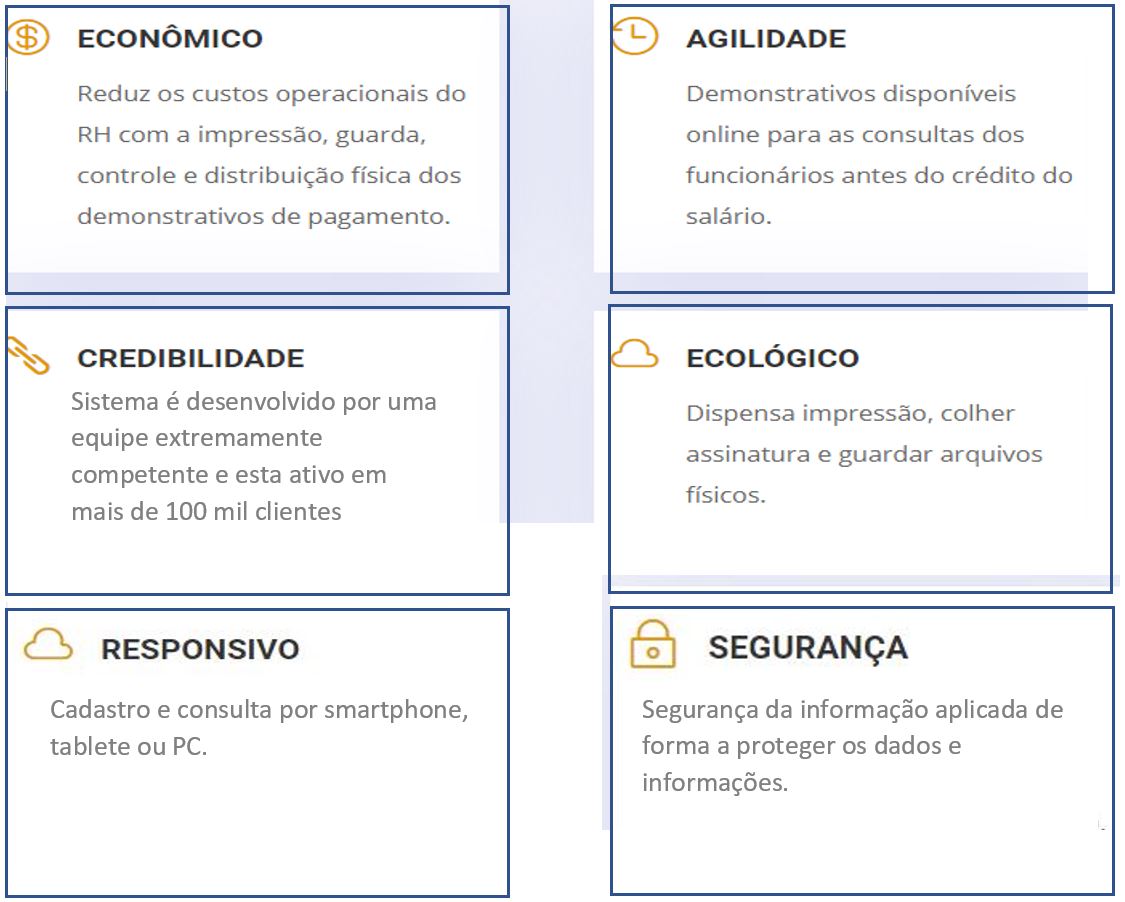 ECONÔMICO
Reduz os custos operacionais do
RH com a impressão, guarda,
controle e distribuição física dos
demonstrativos de pagamento.
AGILIDADE
Demonstrativos disponíveis
online para as consultas dos
funcionários antes do crédito do
salário.
CREDIBILIDADE
Sistema é desenvolvido por uma
equipe extremamente
competente e esta ativo em
mais de 100 mil clientes
ECOLÓGICO
Dispensa impressão, colher
assinatura e guardar arquivos
físicos.
RESPONSIVO
Cadastro e consulta por smartphone,
tablete ou PC.
SEGURANÇA
Segurança da informação aplicada de
forma a proteger os dados e
informações.